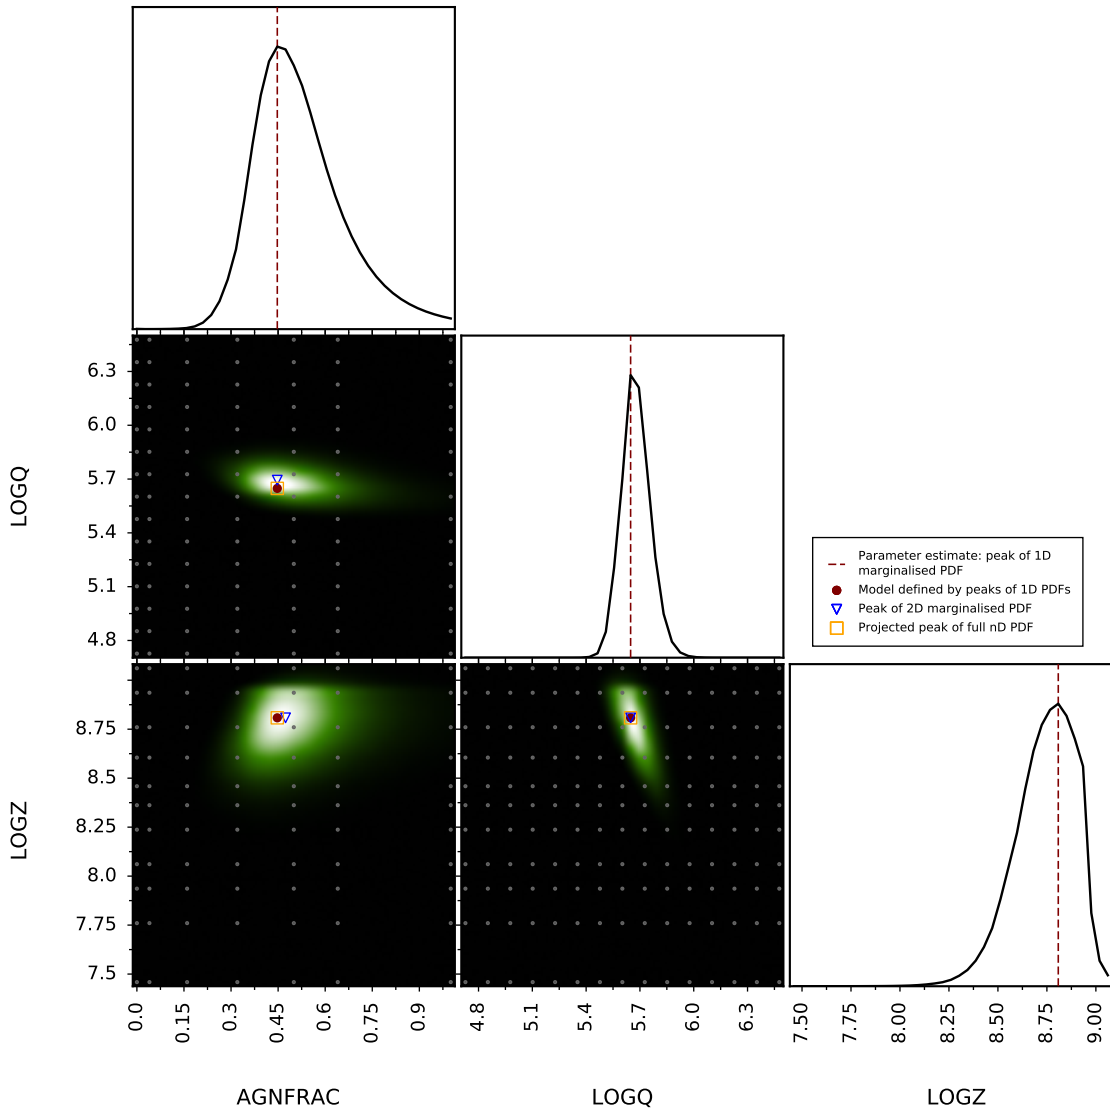 6.3
6.0
5.7
5.4
5.1
4.8
LOGQ
Parameter estimate: peak of 1D
marginalised PDF
Model defined by peaks of 1D PDFs
Peak of 2D marginalised PDF
Projected peak of full nD PDF
8.75
8.5
8.25
8.0
7.75
7.5
LOGZ
0.0 0.15 0.3 0.45 0.6 0.75 0.9
4.8 5.1 5.4 5.7 6.0 6.3
7.50 7.75 8.00 8.25 8.50 8.75 9.00
AGNFRAC
LOGQ
LOGZ